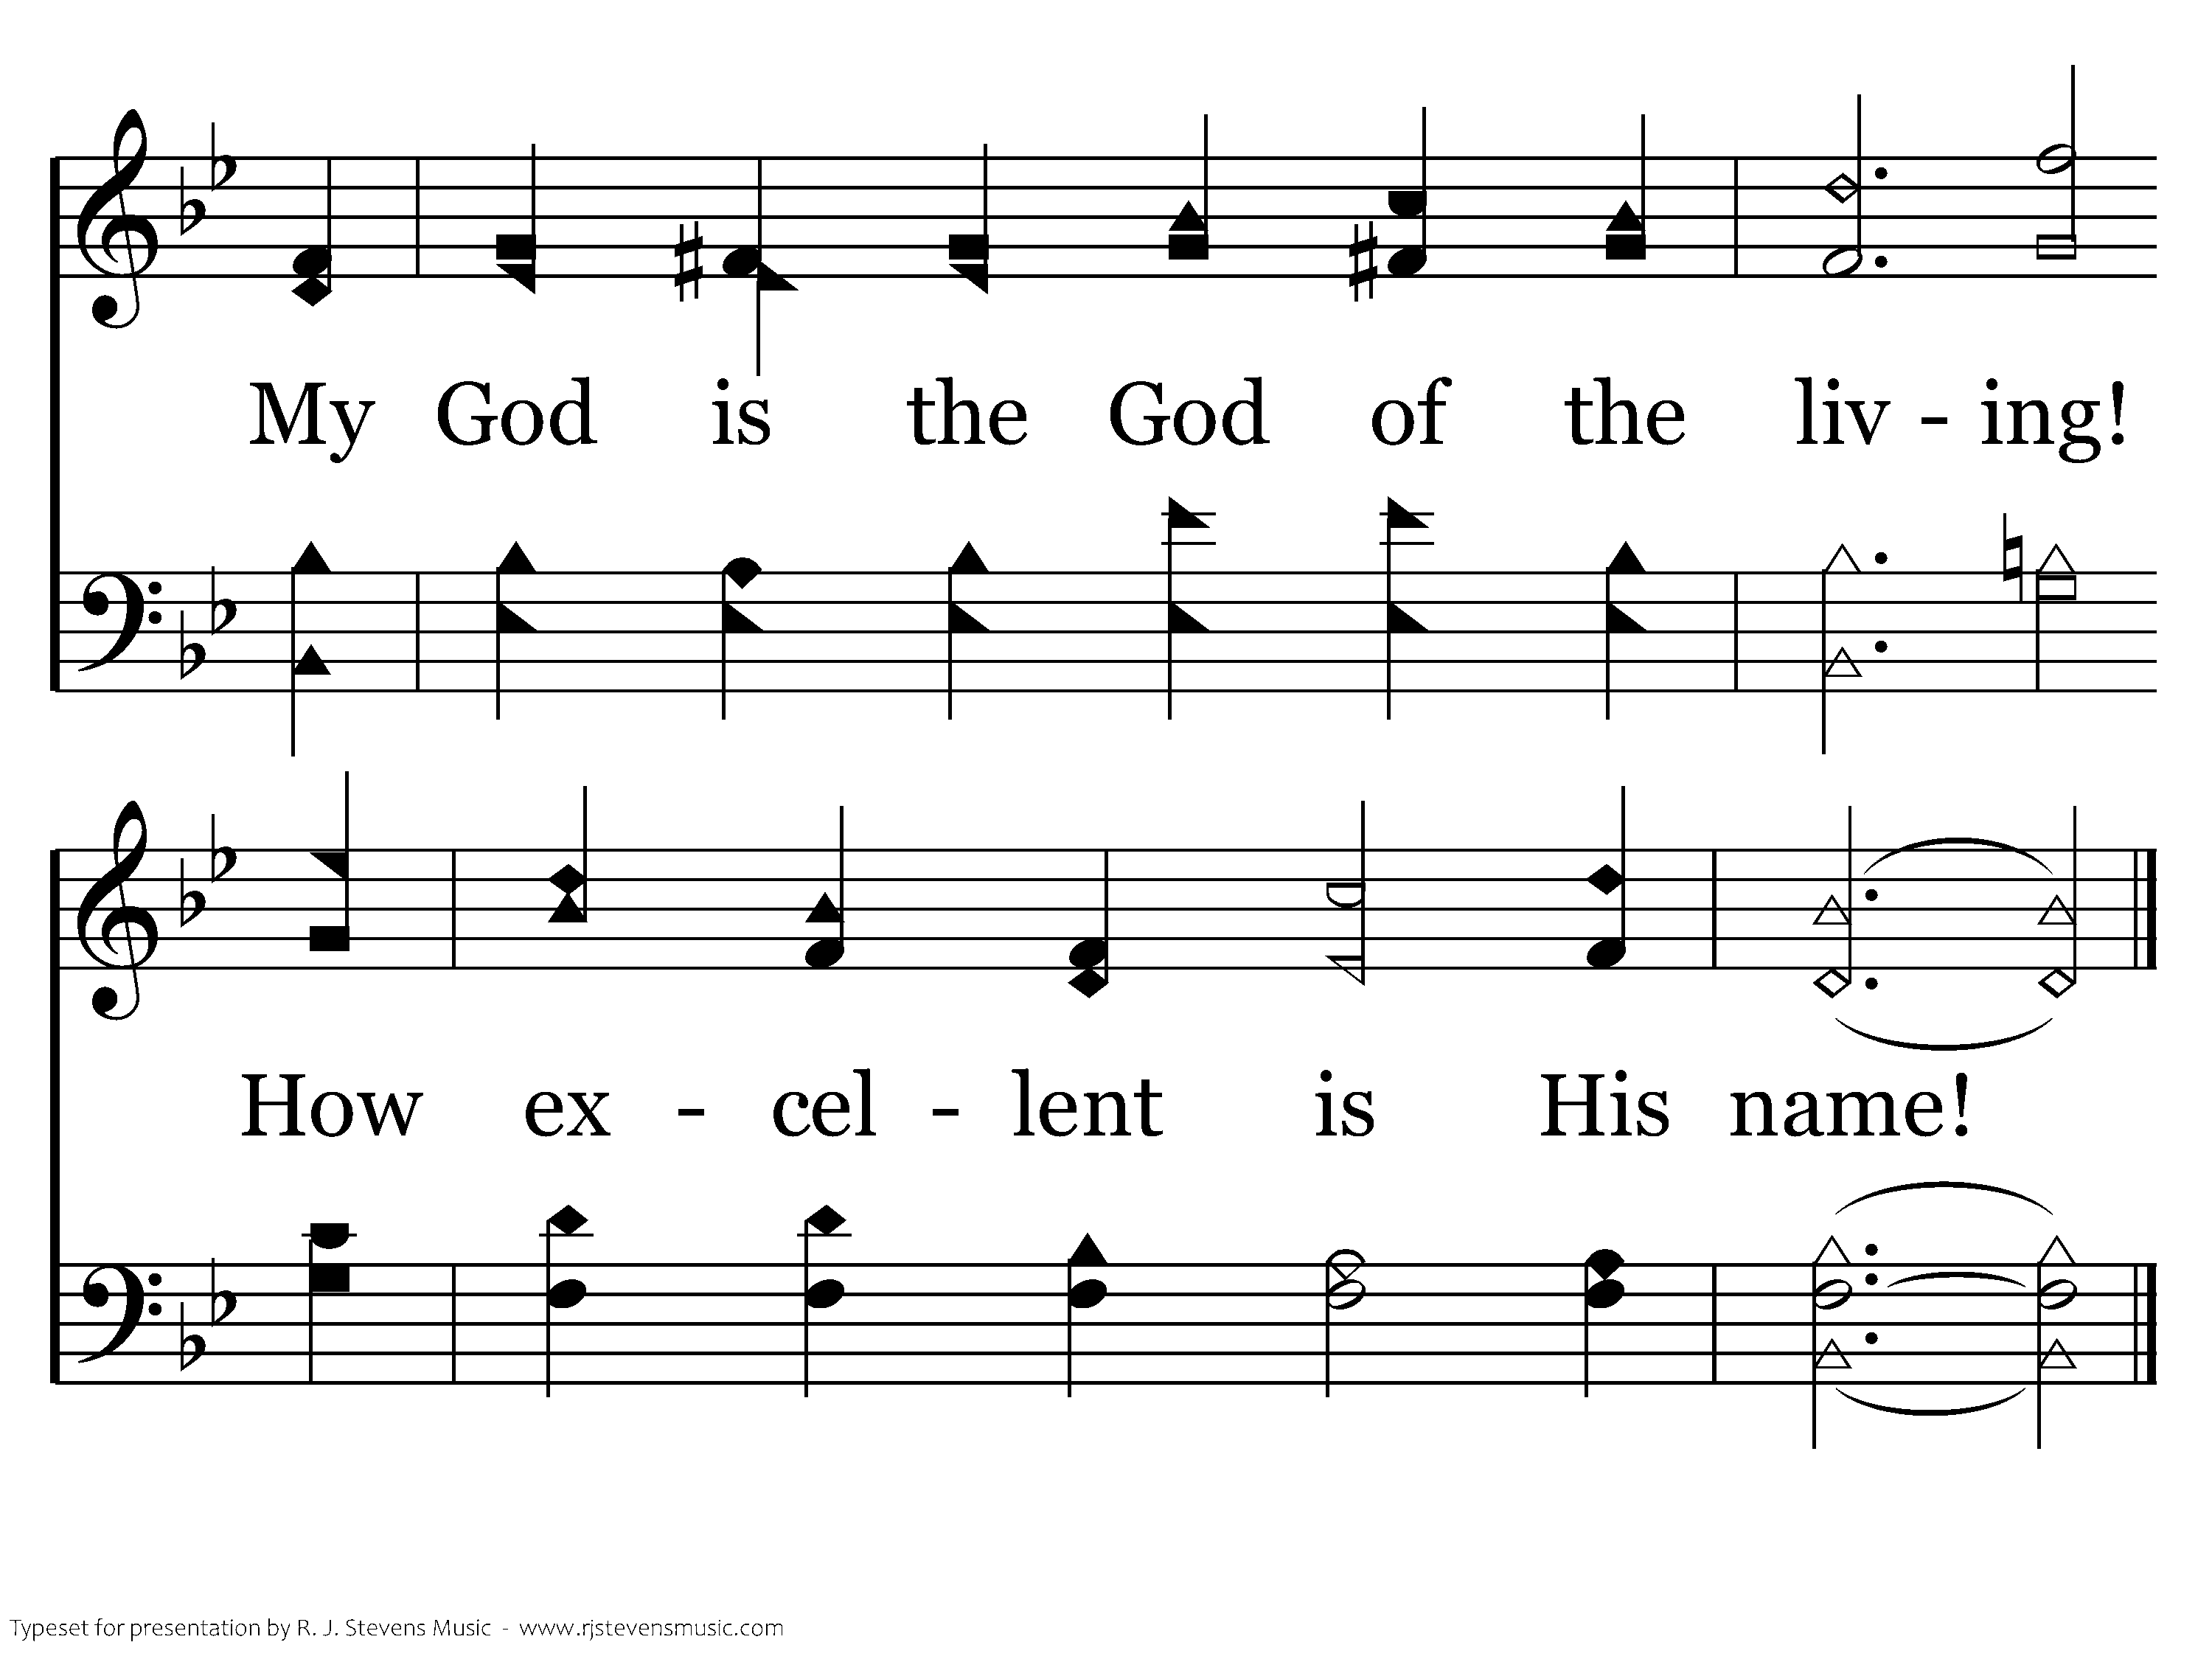 My God is the God of the liv - ing!
How ex - cel - lent is His name!
Typeset for presentation by R. J. Stevens Music - www.rjstevensmusic.com